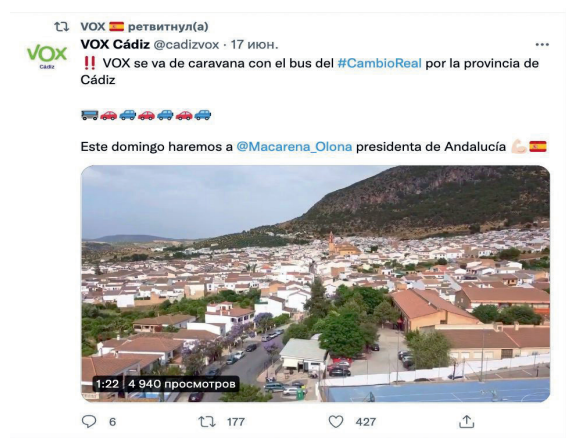 VOX 🇪🇸 ретвитнул(а)
VOX Cádiz @cadizvox · 17 июн.
VOX
Cádiz
‼️ VOX se va de caravana con el bus del #CambioReal por la provincia de
Cádiz
Este domingo haremos a @Macarena_Olona presidenta de Andalucía 💪🏻🇪🇸
1:22 4 940 просмотров
6 177 427